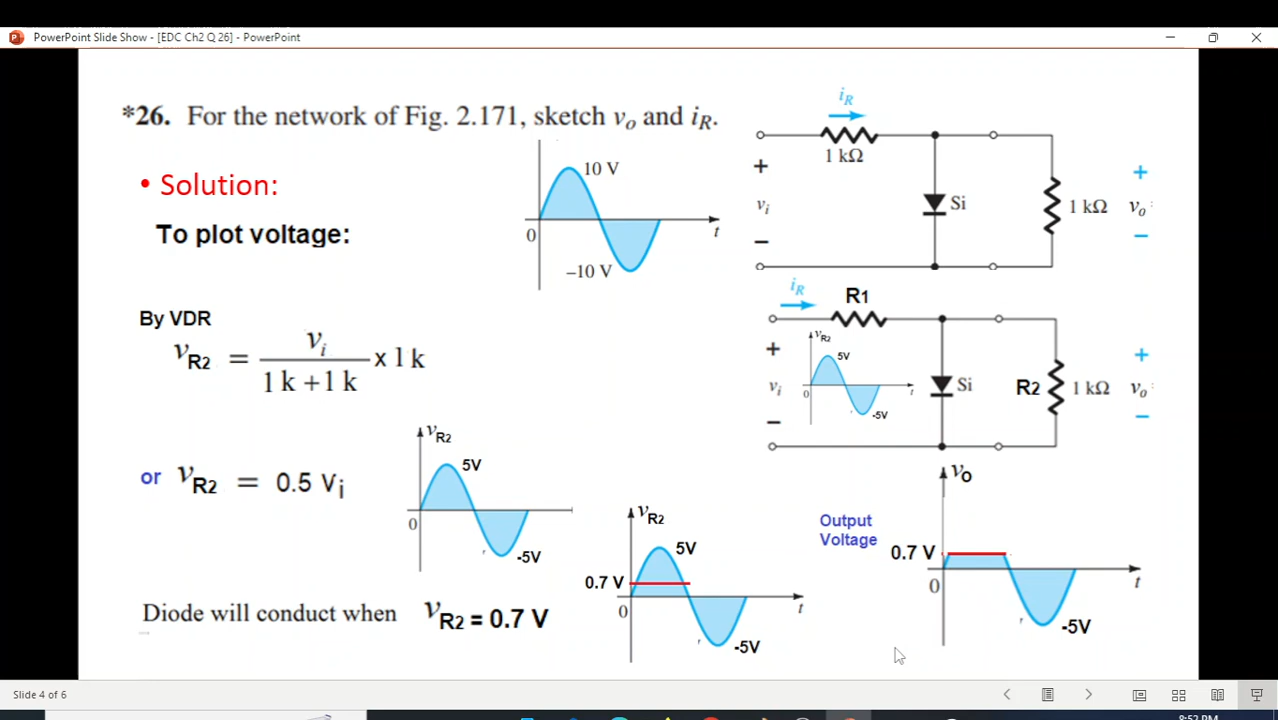 PowerPoint Slide Show - [EDC Ch2 Q 26] - PowerPoint
*26. For the network of Fig. 2.171, sketch vo and iR.
• Solution:
To plot voltage:
10 V
0
t
–10 V
iR
1 kΩ
+
vi
–
Si
1 kΩ
+
vo
–
By VDR
vR2 = vi / 1 k + 1 k x 1 k
iR
R1
+
vi
–
vR2
5V
0
t
-5V
Si
R2
1 kΩ
+
vo
–
or vR2 = 0.5 Vi
vR2
5V
0
-5V
vR2
5V
0.7 V
0
t
-5V
Output
Voltage
vo
0.7 V
0
t
-5V
Diode will conduct when vR2 = 0.7 V
Slide 4 of 6